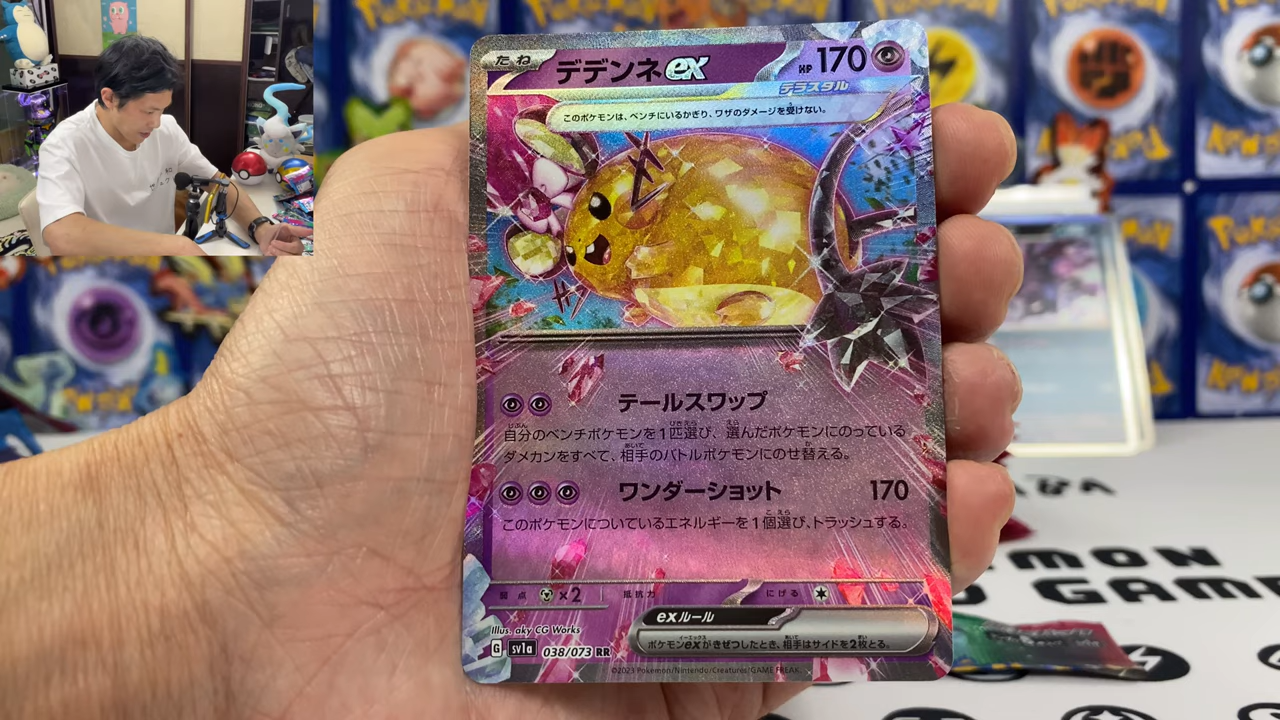 たね
デデンネex
HP 170
テラスタル
このポケモンは、ベンチにいるかぎり、ワザのダメージを受けない。
テールスワップ
自分のベンチポケモンを1匹選び、選んだポケモンにのっている
ダメカンをすべて、相手のバトルポケモンにのせ替える。
ワンダーショット 170
このポケモンについているエネルギーを1個選び、トラッシュする。
弱点 ×2 抵抗力 にげる
exルール
ポケモンexがきぜつしたとき、相手はサイドを2枚とる。
Illus. aky CG Works
G sv1a 038/073 RR
©2023 Pokémon/Nintendo/Creatures/GAME FREAK.